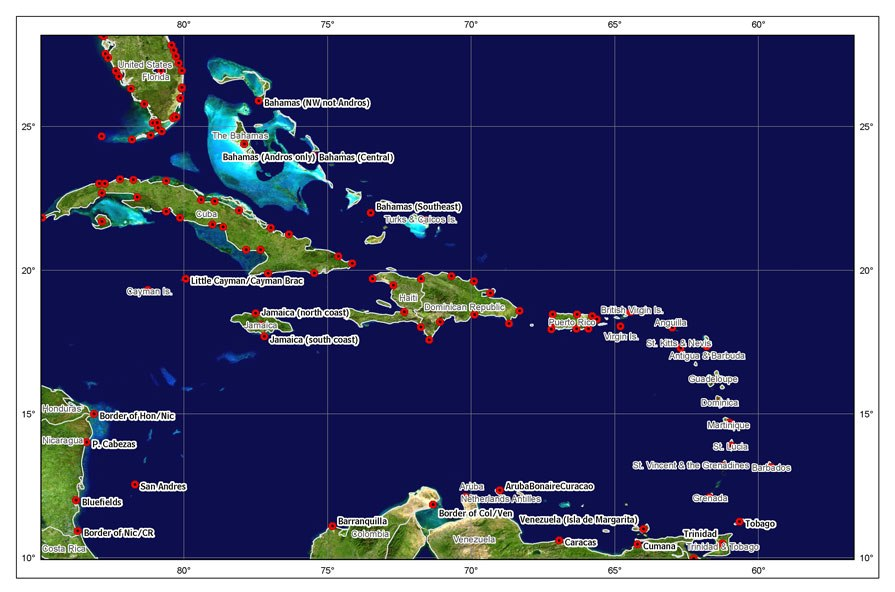 80° 75° 70° 65° 60°
United States
Florida
Bahamas (NW not Andros)
25° 25°
The Bahamas
Bahamas (Andros only) Bahamas (Central)
Bahamas (Southeast)
Cuba
Turks & Caicos Is.
20° 20°
Little Cayman/Cayman Brac
Cayman Is.
Haiti
Dominican Republic
Jamaica (north coast)
British Virgin Is.
Jamaica
Puerto Rico
Anguilla
Virgin Is.
Jamaica (south coast)
St. Kitts & Nevis
Antigua & Barbuda
Guadeloupe
Dominica
Honduras
15° 15°
Border of Hon/Nic
Martinique
Nicaragua
P. Cabezas
St. Lucia
St. Vincent & the Grenadines
Barbados
San Andres
Aruba
ArubaBonaireCuracao
Netherlands Antilles
Grenada
Bluefields
Border of Col/Ven
Barranquilla
Venezuela (Isla de Margarita)
Tobago
Border of Nic/CR
Colombia
Trinidad
Venezuela
Caracas
Cumana
Trinidad & Tobago
Costa Rica
10° 10°
80° 75° 70° 65° 60°